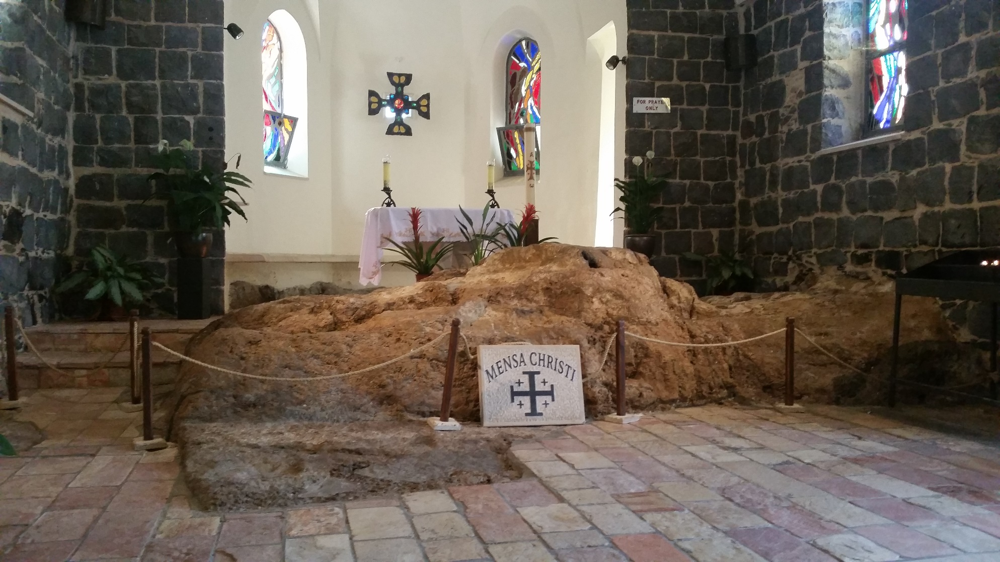 FOR PRAYER
ONLY
Α
ω
MENSA CHRISTI